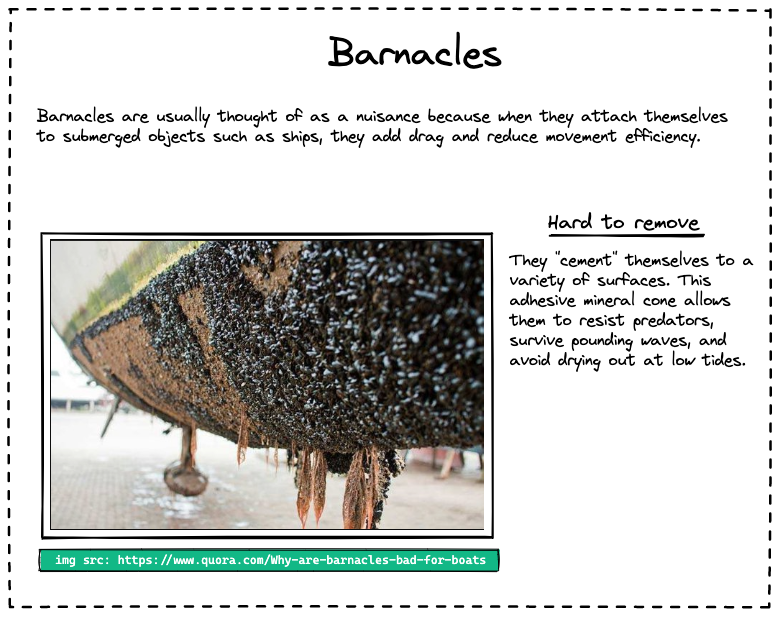 Barnacles
Barnacles are usually thought of as a nuisance because when they attach themselves
to submerged objects such as ships, they add drag and reduce movement efficiency.
Hard to remove
They "cement" themselves to a
variety of surfaces. This
adhesive mineral cone allows
them to resist predators,
survive pounding waves, and
avoid drying out at low tides.
img src: https://www.quora.com/Why-are-barnacles-bad-for-boats